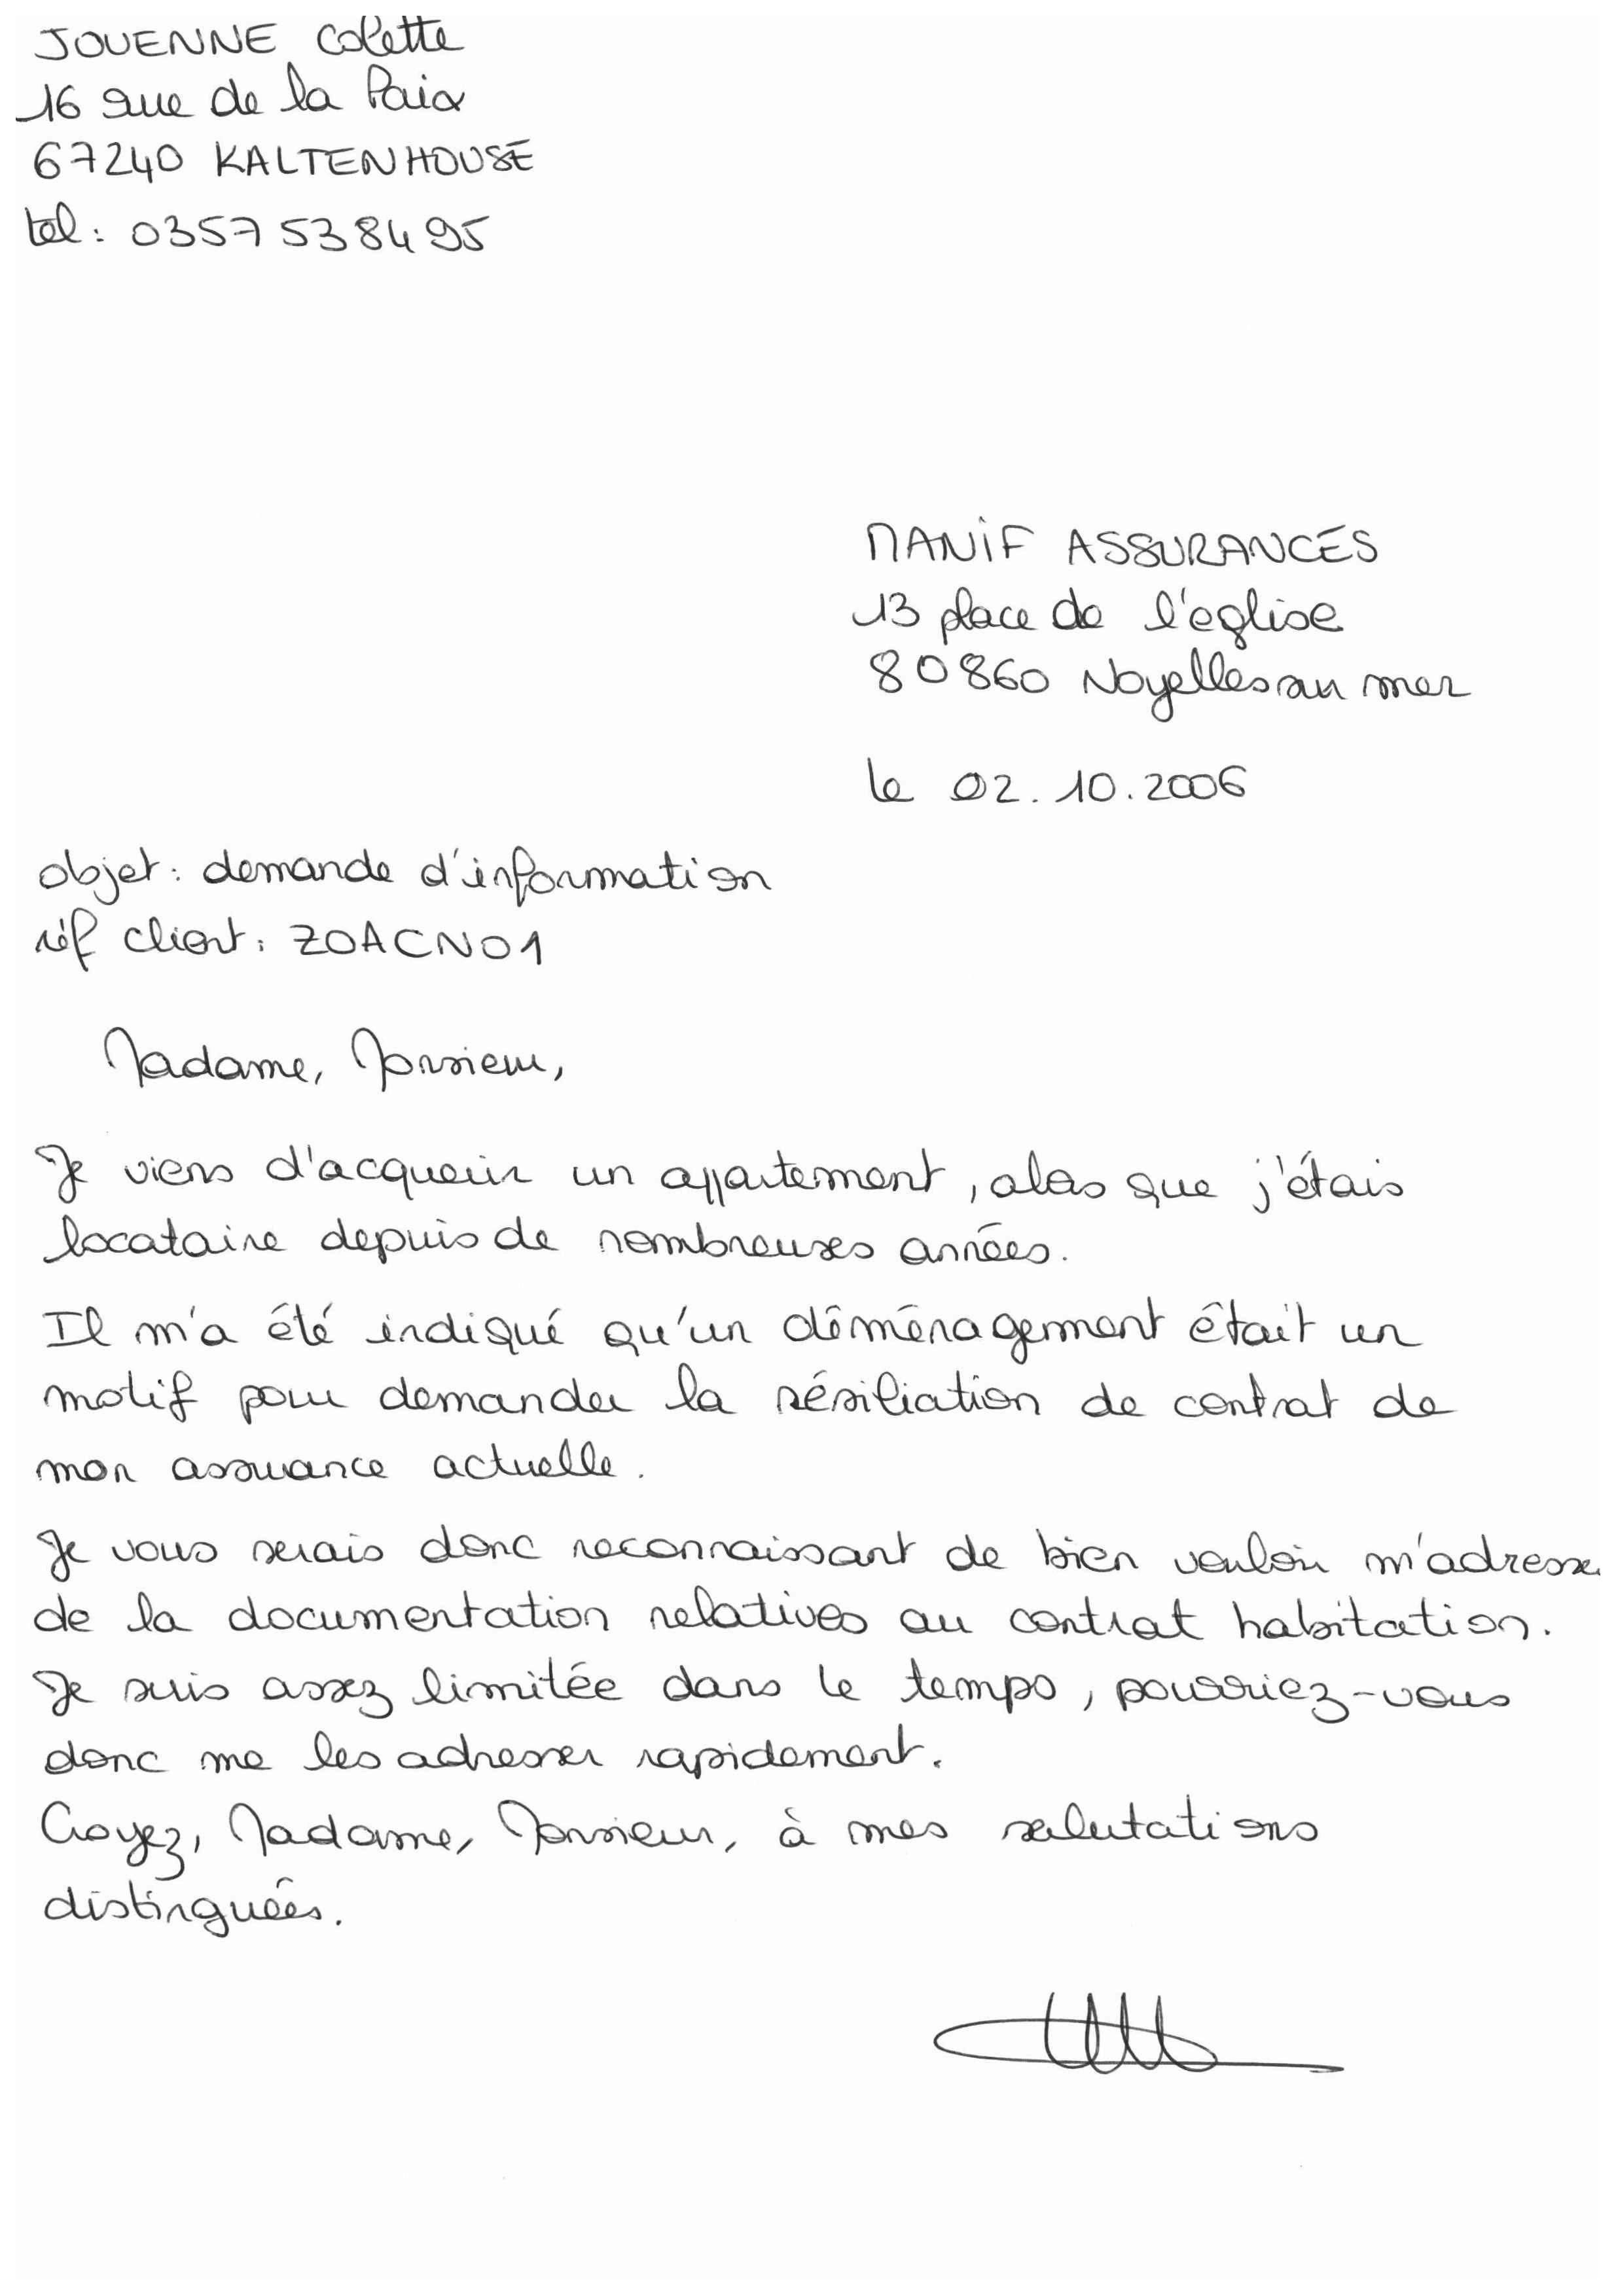 JOUENNE Colette
16 rue de la Paix
67240 KALTENHOUSE
tel : 0357538495
MANIF ASSURANCES
13 place de l'eglise
80860 Noyelles au mer
le 02.10.2006
objet : demande d'information
réf client : ZOACN01
Madame, Monsieur,
Je viens d'acquerir un appartement, alors que j'étais
locataire depuis de nombreuses années.
Il m'a été indiqué qu'un déménagement était un
motif pour demander la résiliation de contrat de
mon assurance actuelle.
Je vous serais donc reconnaissant de bien vouloir m'adresser
de la documentation relatives au contrat habitation.
Je suis assez limitée dans le temps, pourriez-vous
donc me les adresser rapidement.
Croyez, Madame, Monsieur, à mes salutations
distinguées.